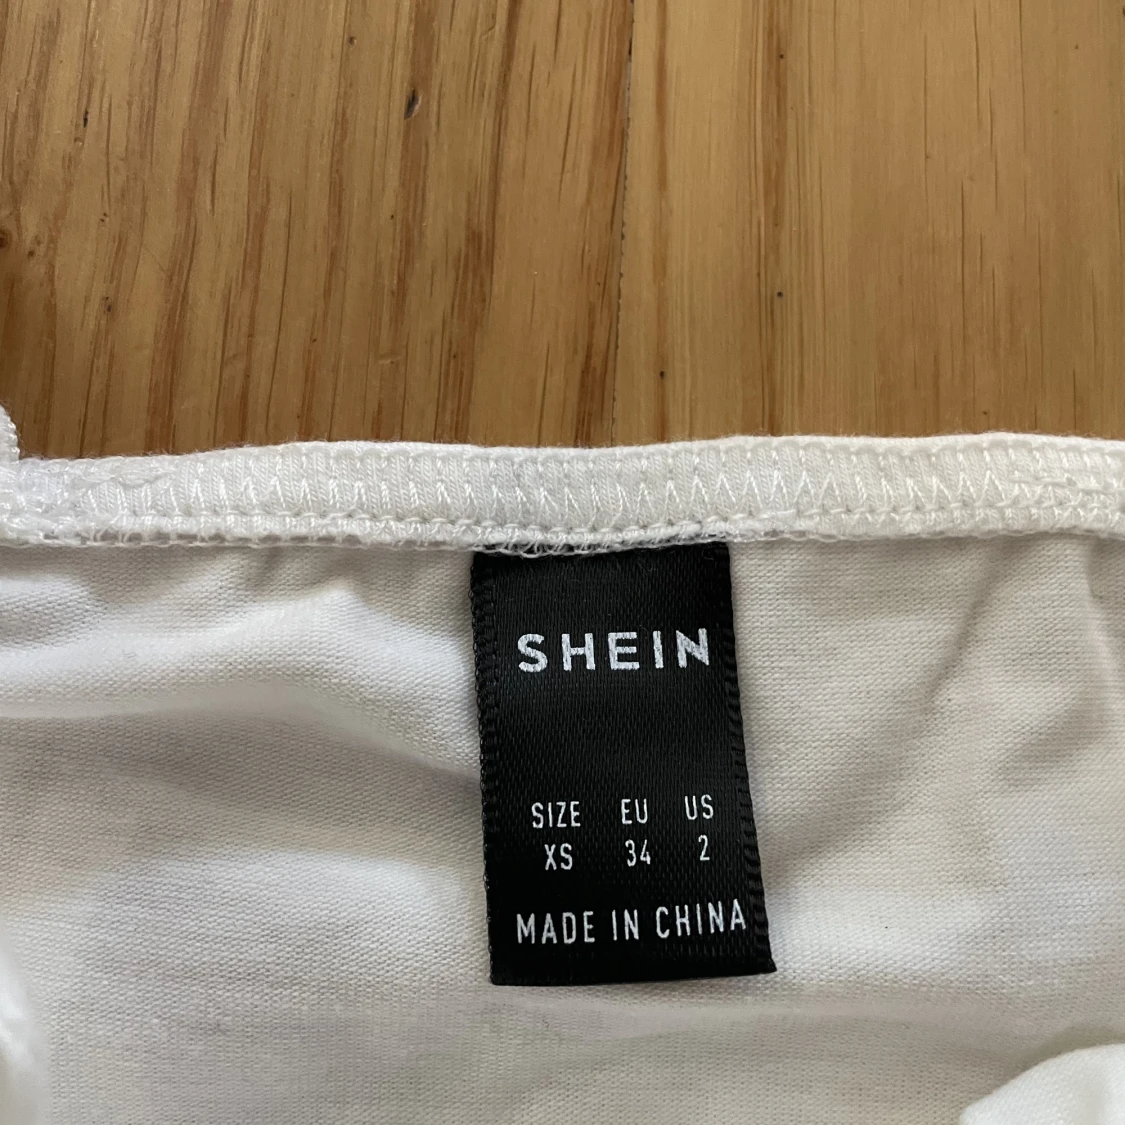 SHEIN
SIZE EU US
XS 34 2
MADE IN CHINA